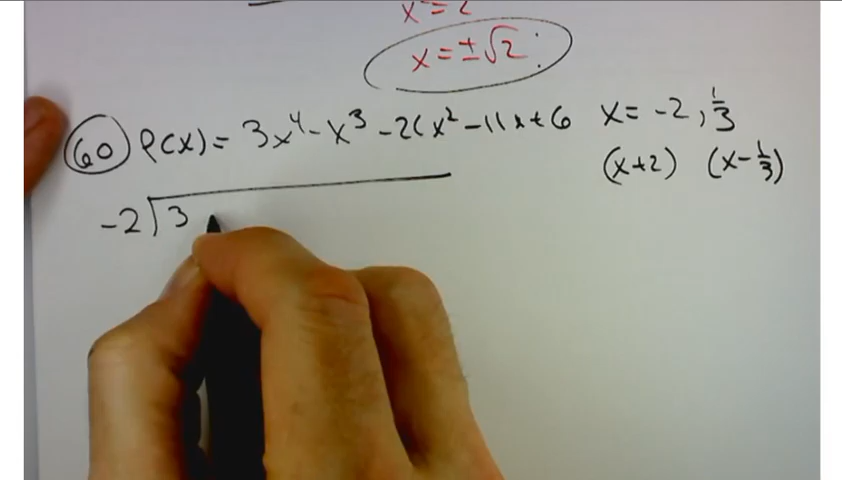 x = ±√2
60 P(x) = 3x⁴ - x³ - 21x² - 11x + 6 x = -2, 1/3
(x+2) (x - 1/3)
-2 3